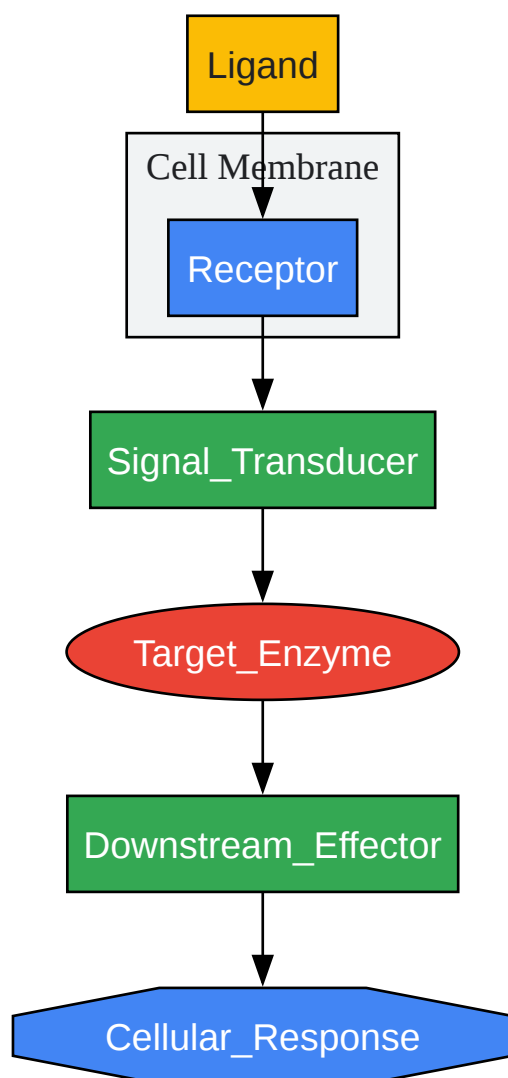 Ligand
Cell Membrane
Receptor
Signal_Transducer
Target_Enzyme
Downstream_Effector
Cellular_Response